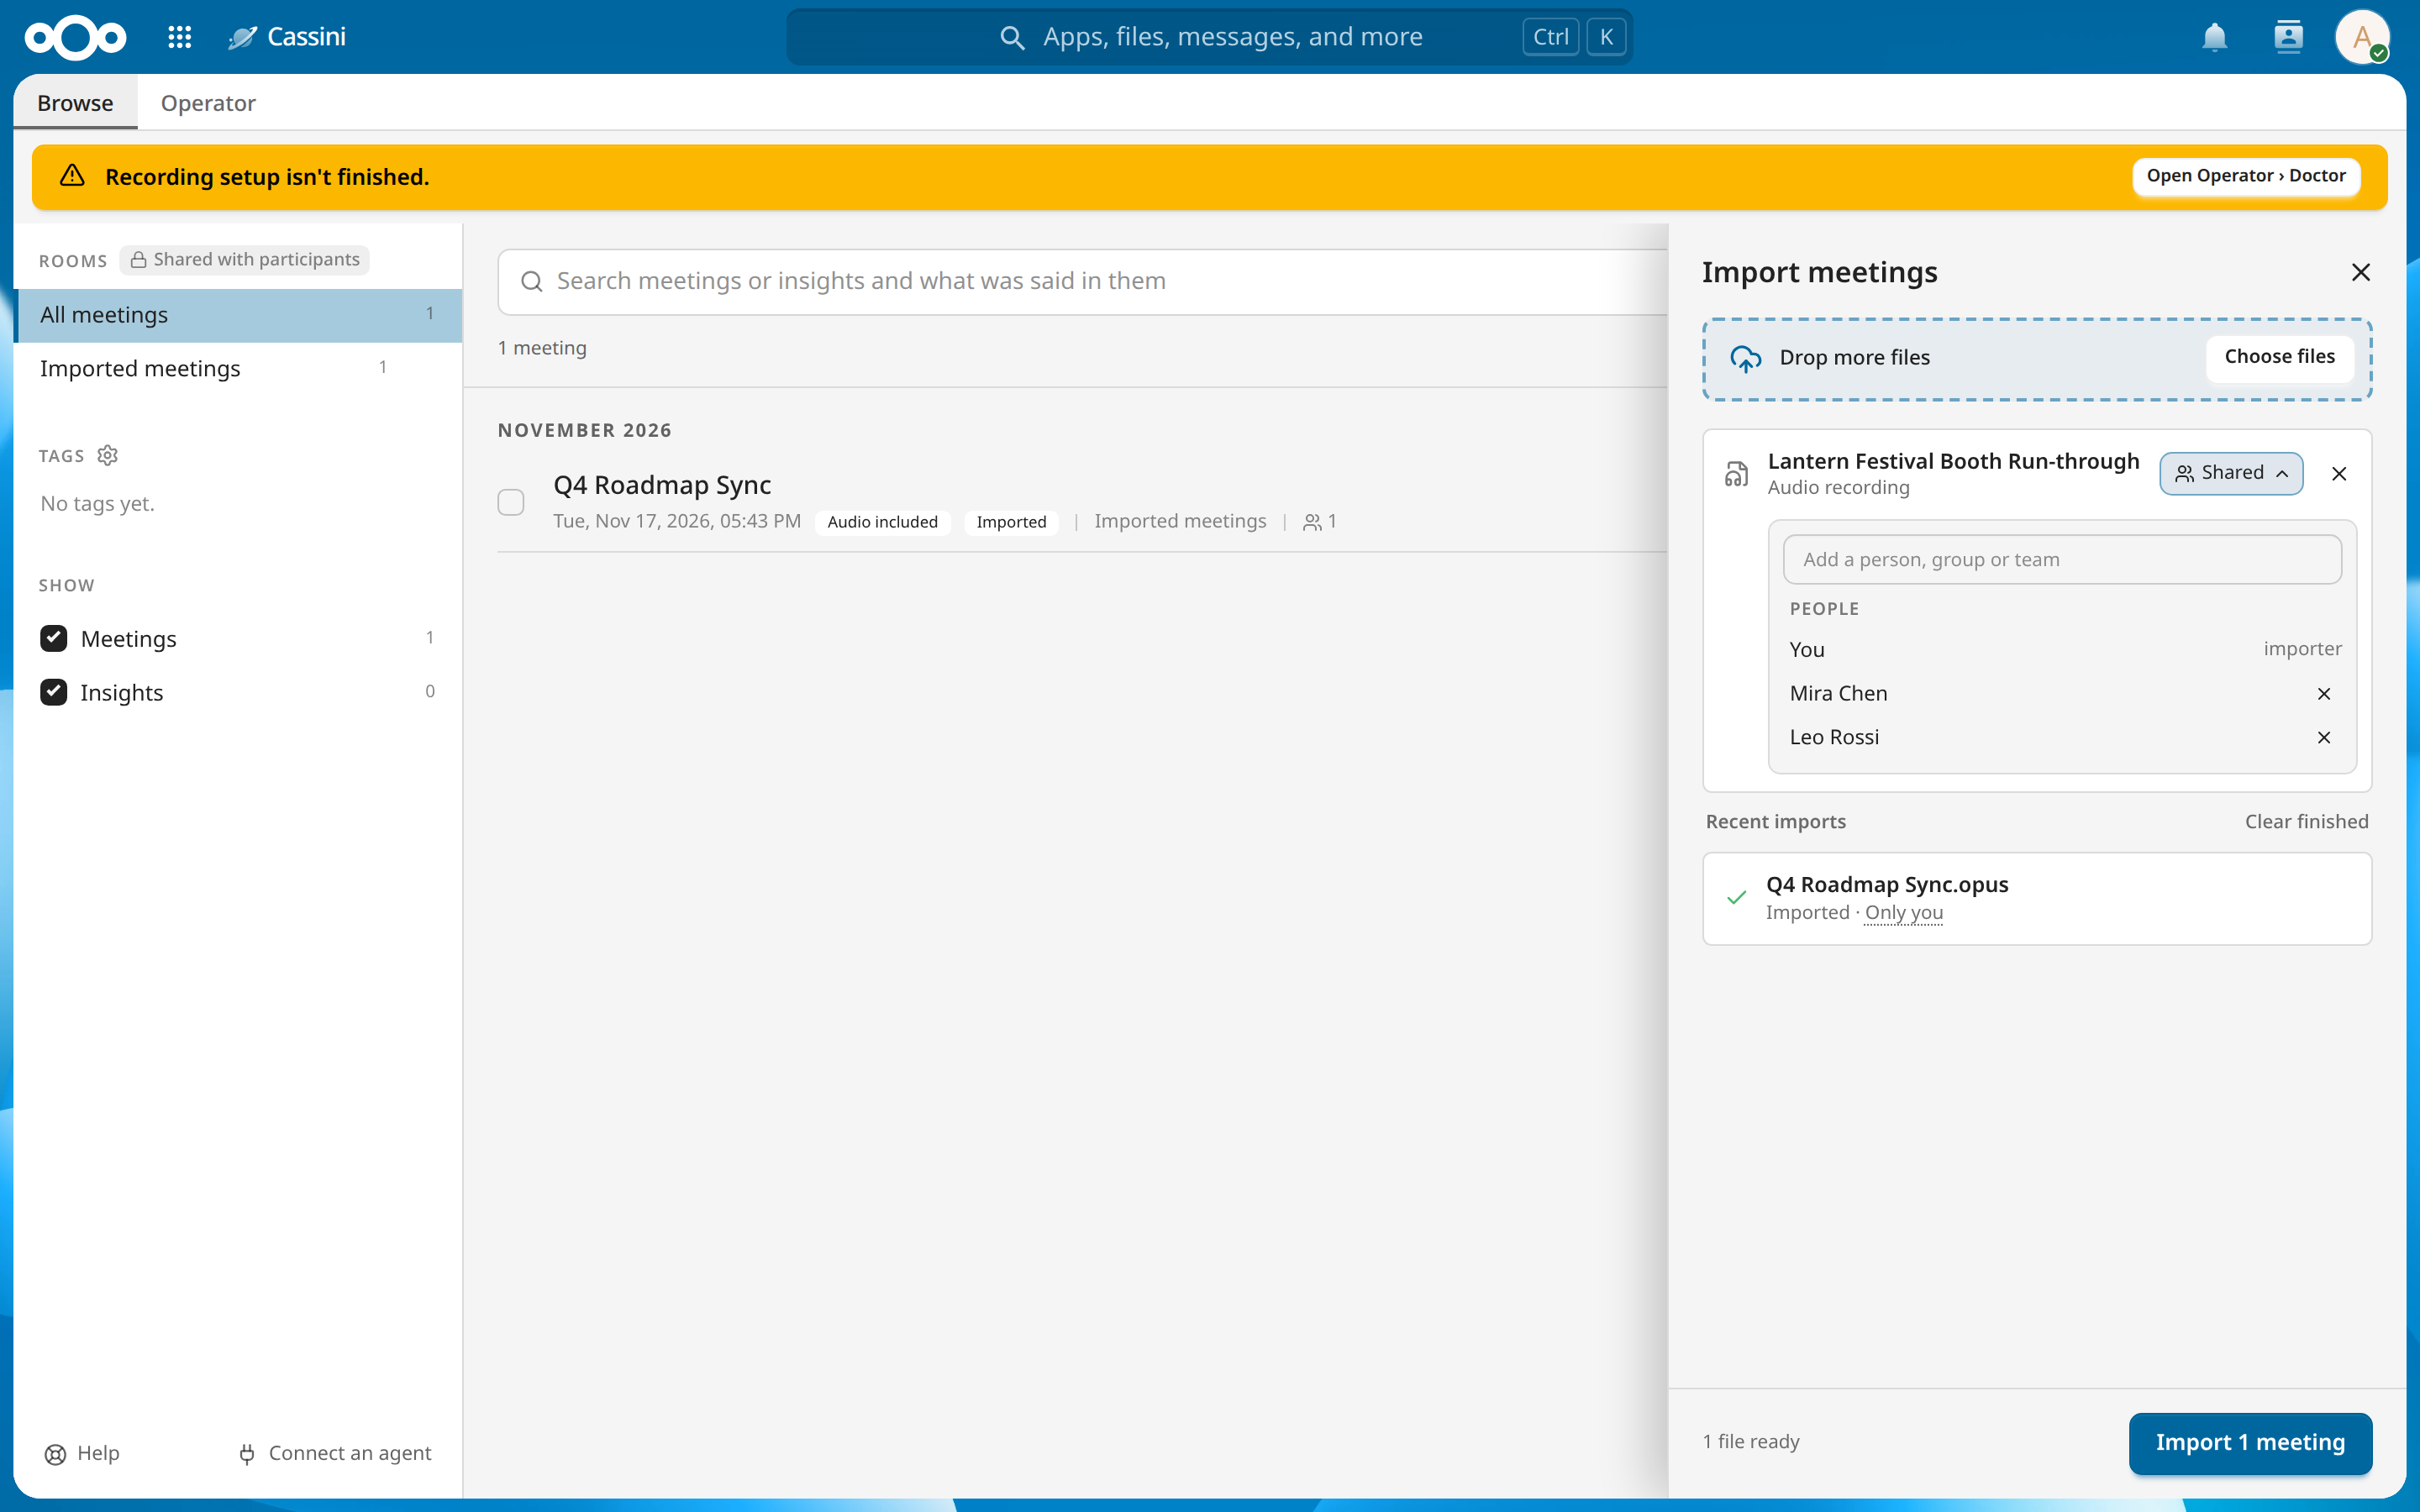 Cassini
Apps, files, messages, and more
Ctrl K
A
Browse
Operator
Recording setup isn't finished.
Open Operator › Doctor
ROOMS
Shared with participants
All meetings 1
Imported meetings 1
TAGS
No tags yet.
SHOW
Meetings 1
Insights 0
Help
Connect an agent
Search meetings or insights and what was said in them
1 meeting
NOVEMBER 2026
Q4 Roadmap Sync
Tue, Nov 17, 2026, 05:43 PM Audio included Imported | Imported meetings | 1
Import meetings
Drop more files
Choose files
Lantern Festival Booth Run-through
Audio recording
Shared
Add a person, group or team
PEOPLE
You importer
Mira Chen
Leo Rossi
Recent imports
Clear finished
Q4 Roadmap Sync.opus
Imported · Only you
1 file ready
Import 1 meeting